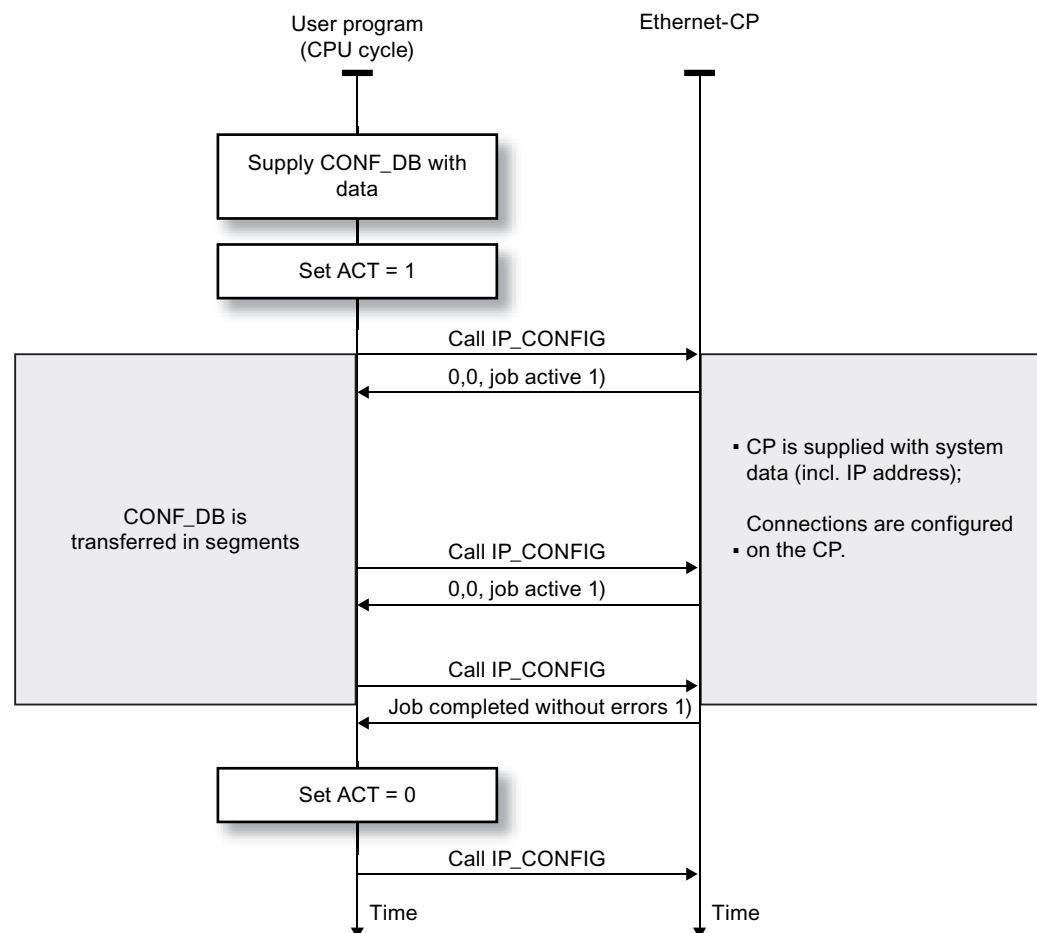 User program
(CPU cycle)
Ethernet-CP
Supply CONF_DB with
data
Set ACT = 1
Call IP_CONFIG
0,0, job active 1)
CONF_DB is
transferred in segments
▪ CP is supplied with system
data (incl. IP address);
Connections are configured
▪ on the CP.
Call IP_CONFIG
0,0, job active 1)
Call IP_CONFIG
Job completed without errors 1)
Set ACT = 0
Call IP_CONFIG
Time
Time